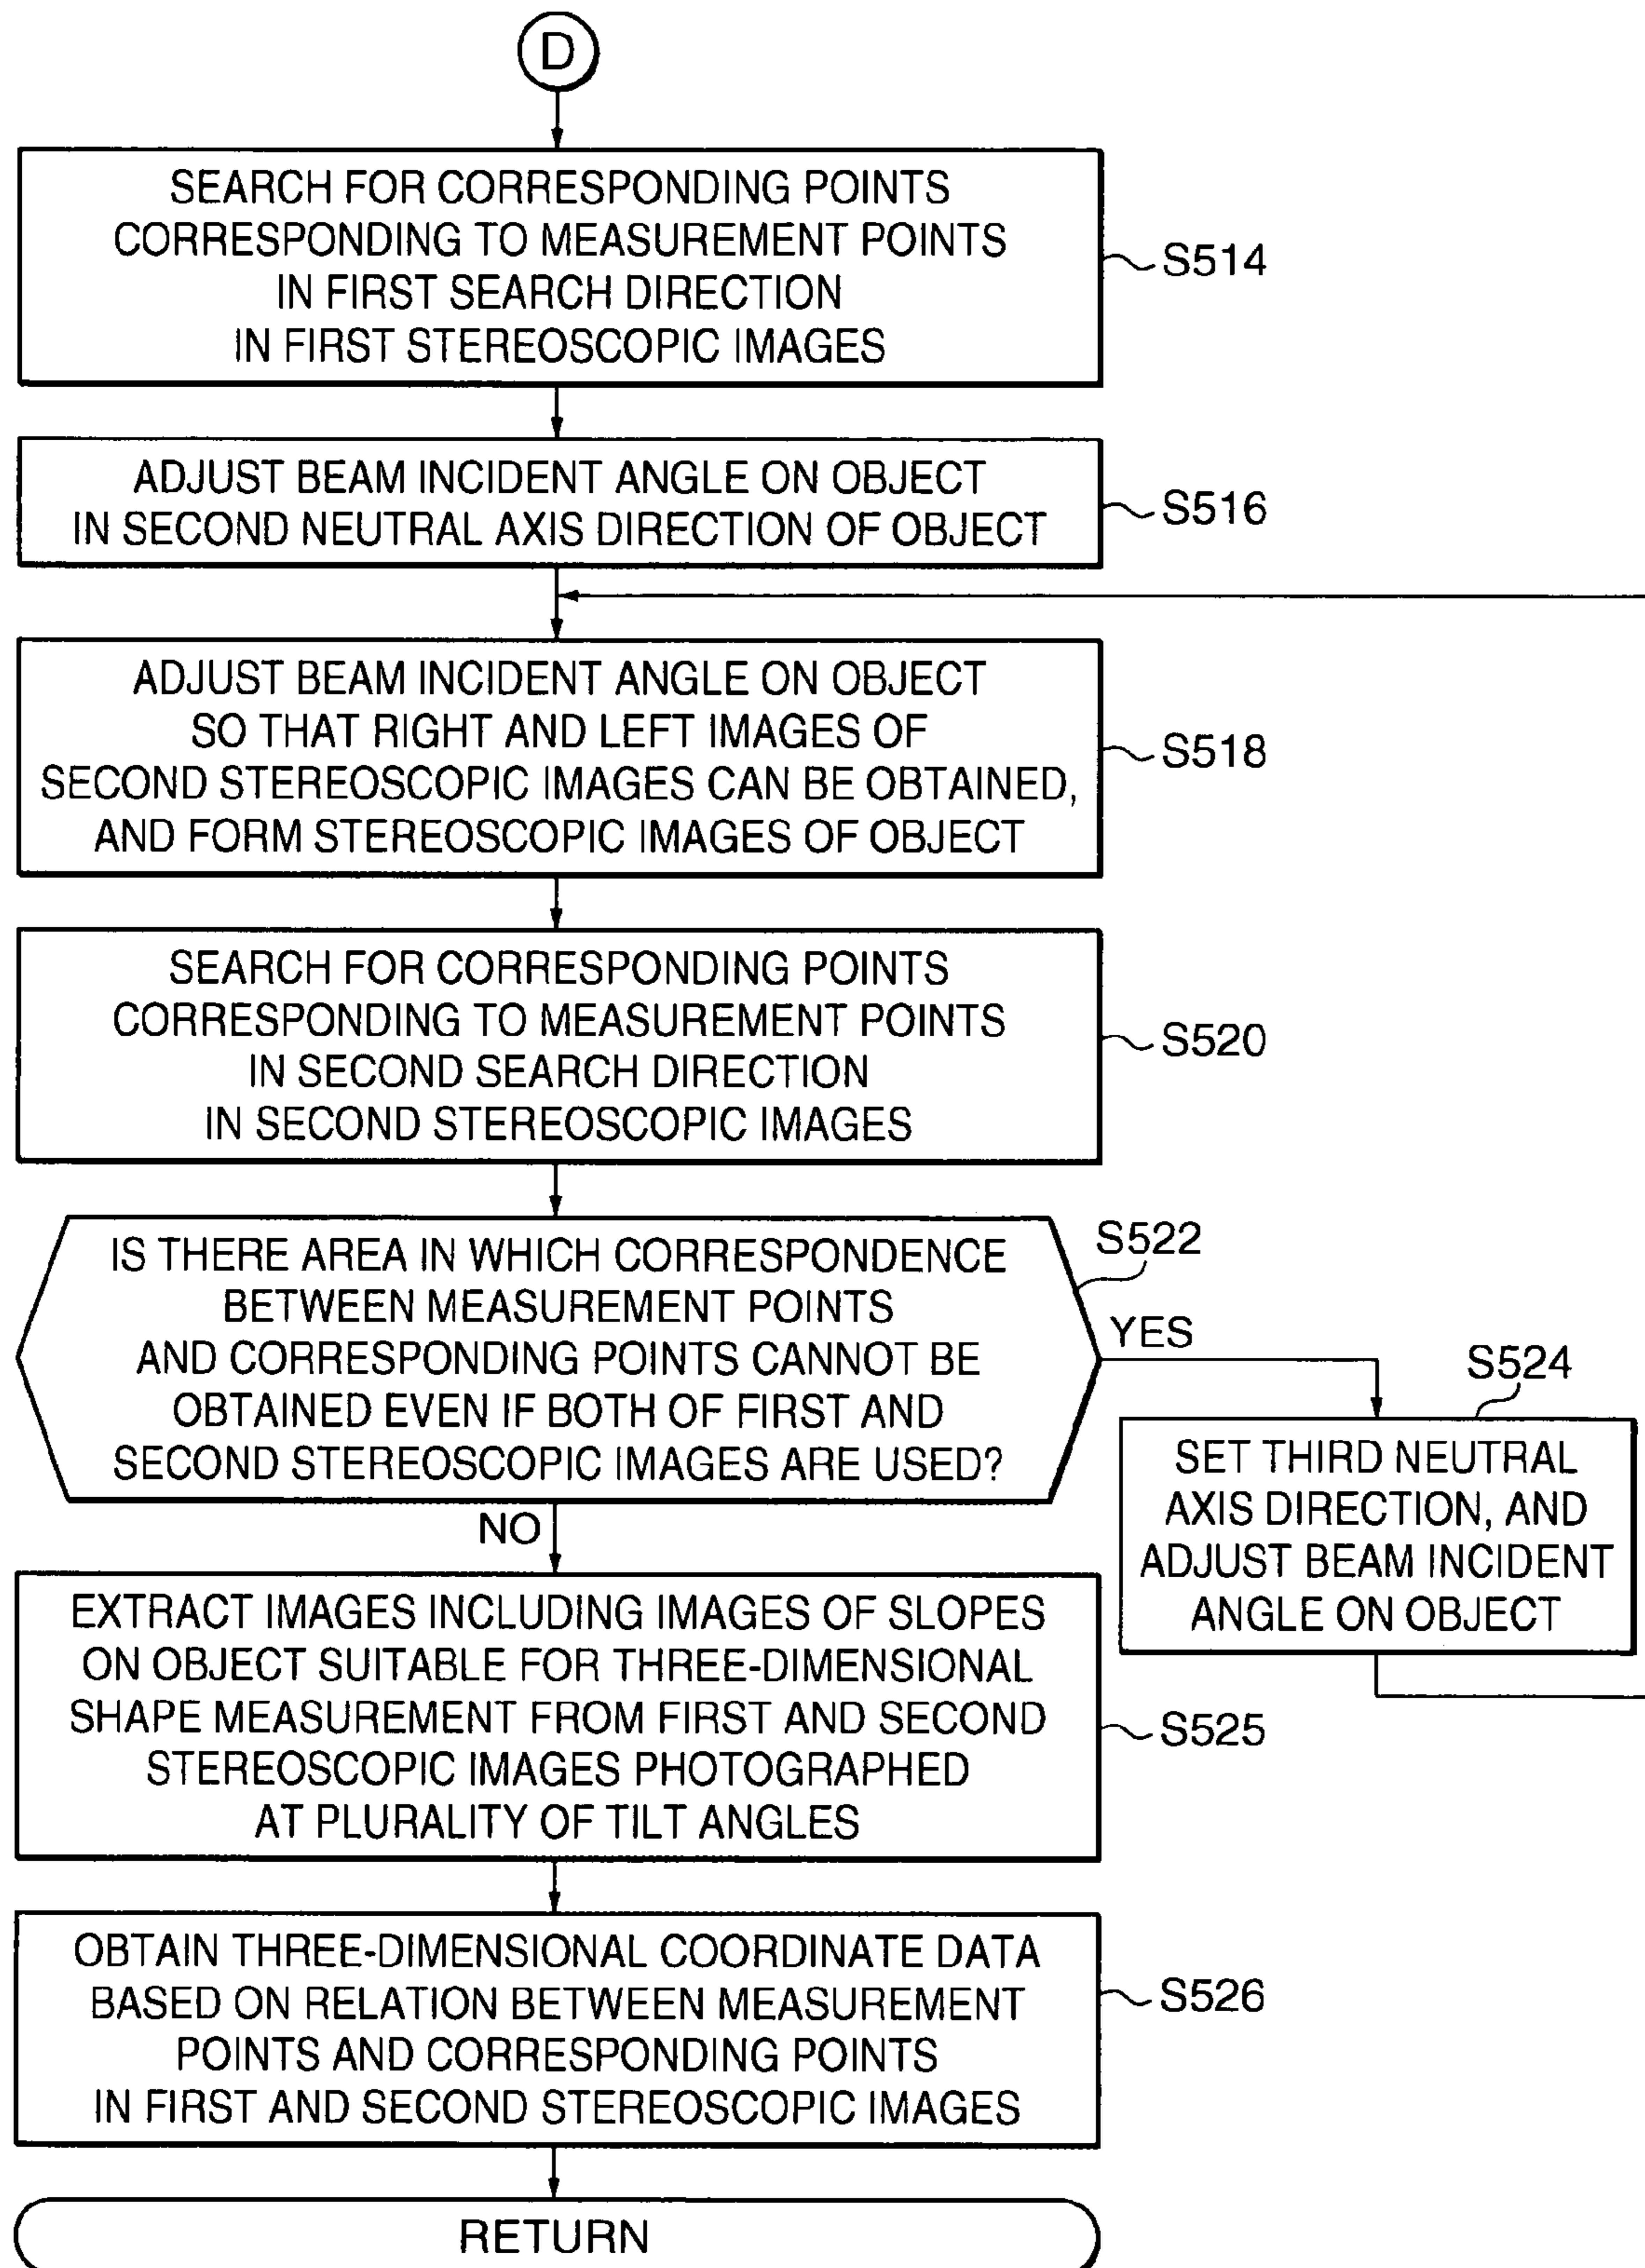 D
SEARCH FOR CORRESPONDING POINTS
CORRESPONDING TO MEASUREMENT POINTS
IN FIRST SEARCH DIRECTION
IN FIRST STEREOSCOPIC IMAGES
S514
ADJUST BEAM INCIDENT ANGLE ON OBJECT
IN SECOND NEUTRAL AXIS DIRECTION OF OBJECT
S516
ADJUST BEAM INCIDENT ANGLE ON OBJECT
SO THAT RIGHT AND LEFT IMAGES OF
SECOND STEREOSCOPIC IMAGES CAN BE OBTAINED,
AND FORM STEREOSCOPIC IMAGES OF OBJECT
S518
SEARCH FOR CORRESPONDING POINTS
CORRESPONDING TO MEASUREMENT POINTS
IN SECOND SEARCH DIRECTION
IN SECOND STEREOSCOPIC IMAGES
S520
IS THERE AREA IN WHICH CORRESPONDENCE
BETWEEN MEASUREMENT POINTS
AND CORRESPONDING POINTS CANNOT BE
OBTAINED EVEN IF BOTH OF FIRST AND
SECOND STEREOSCOPIC IMAGES ARE USED?
S522
YES
S524
SET THIRD NEUTRAL
AXIS DIRECTION, AND
ADJUST BEAM INCIDENT
ANGLE ON OBJECT
NO
EXTRACT IMAGES INCLUDING IMAGES OF SLOPES
ON OBJECT SUITABLE FOR THREE-DIMENSIONAL
SHAPE MEASUREMENT FROM FIRST AND SECOND
STEREOSCOPIC IMAGES PHOTOGRAPHED
AT PLURALITY OF TILT ANGLES
S525
OBTAIN THREE-DIMENSIONAL COORDINATE DATA
BASED ON RELATION BETWEEN MEASUREMENT
POINTS AND CORRESPONDING POINTS
IN FIRST AND SECOND STEREOSCOPIC IMAGES
S526
RETURN